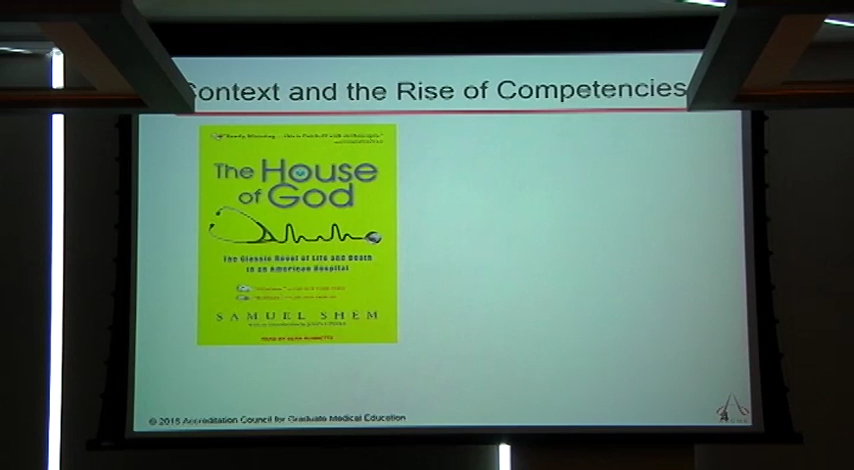 Context and the Rise of Competencies
The House
of God
The Classic Novel of Life and Death
in an American Hospital
SAMUEL SHEM
© 2015 Accreditation Council for Graduate Medical Education